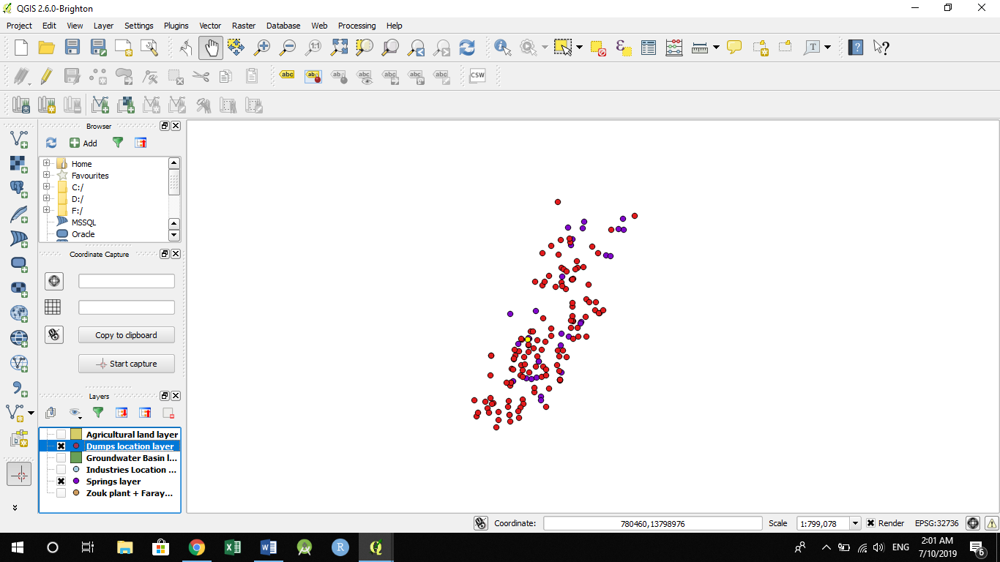 QGIS 2.6.0-Brighton
Project Edit View Layer Settings Plugins Vector Raster Database Web Processing Help
1:1
T
?
abc ab abc abc abc abc abc CSW
Browser
Add
Home
Favourites
C:/
D:/
F:/
MSSQL
Oracle
Coordinate Capture
Copy to clipboard
Start capture
Layers
Agricultural land layer
Dumps location layer
Groundwater Basin l...
Industries Location ...
Springs layer
Zouk plant + Faray...
Coordinate: 780460,13798976 Scale 1:799,078 Render EPSG:32736
R
ENG
2:01 AM
7/10/2019
6